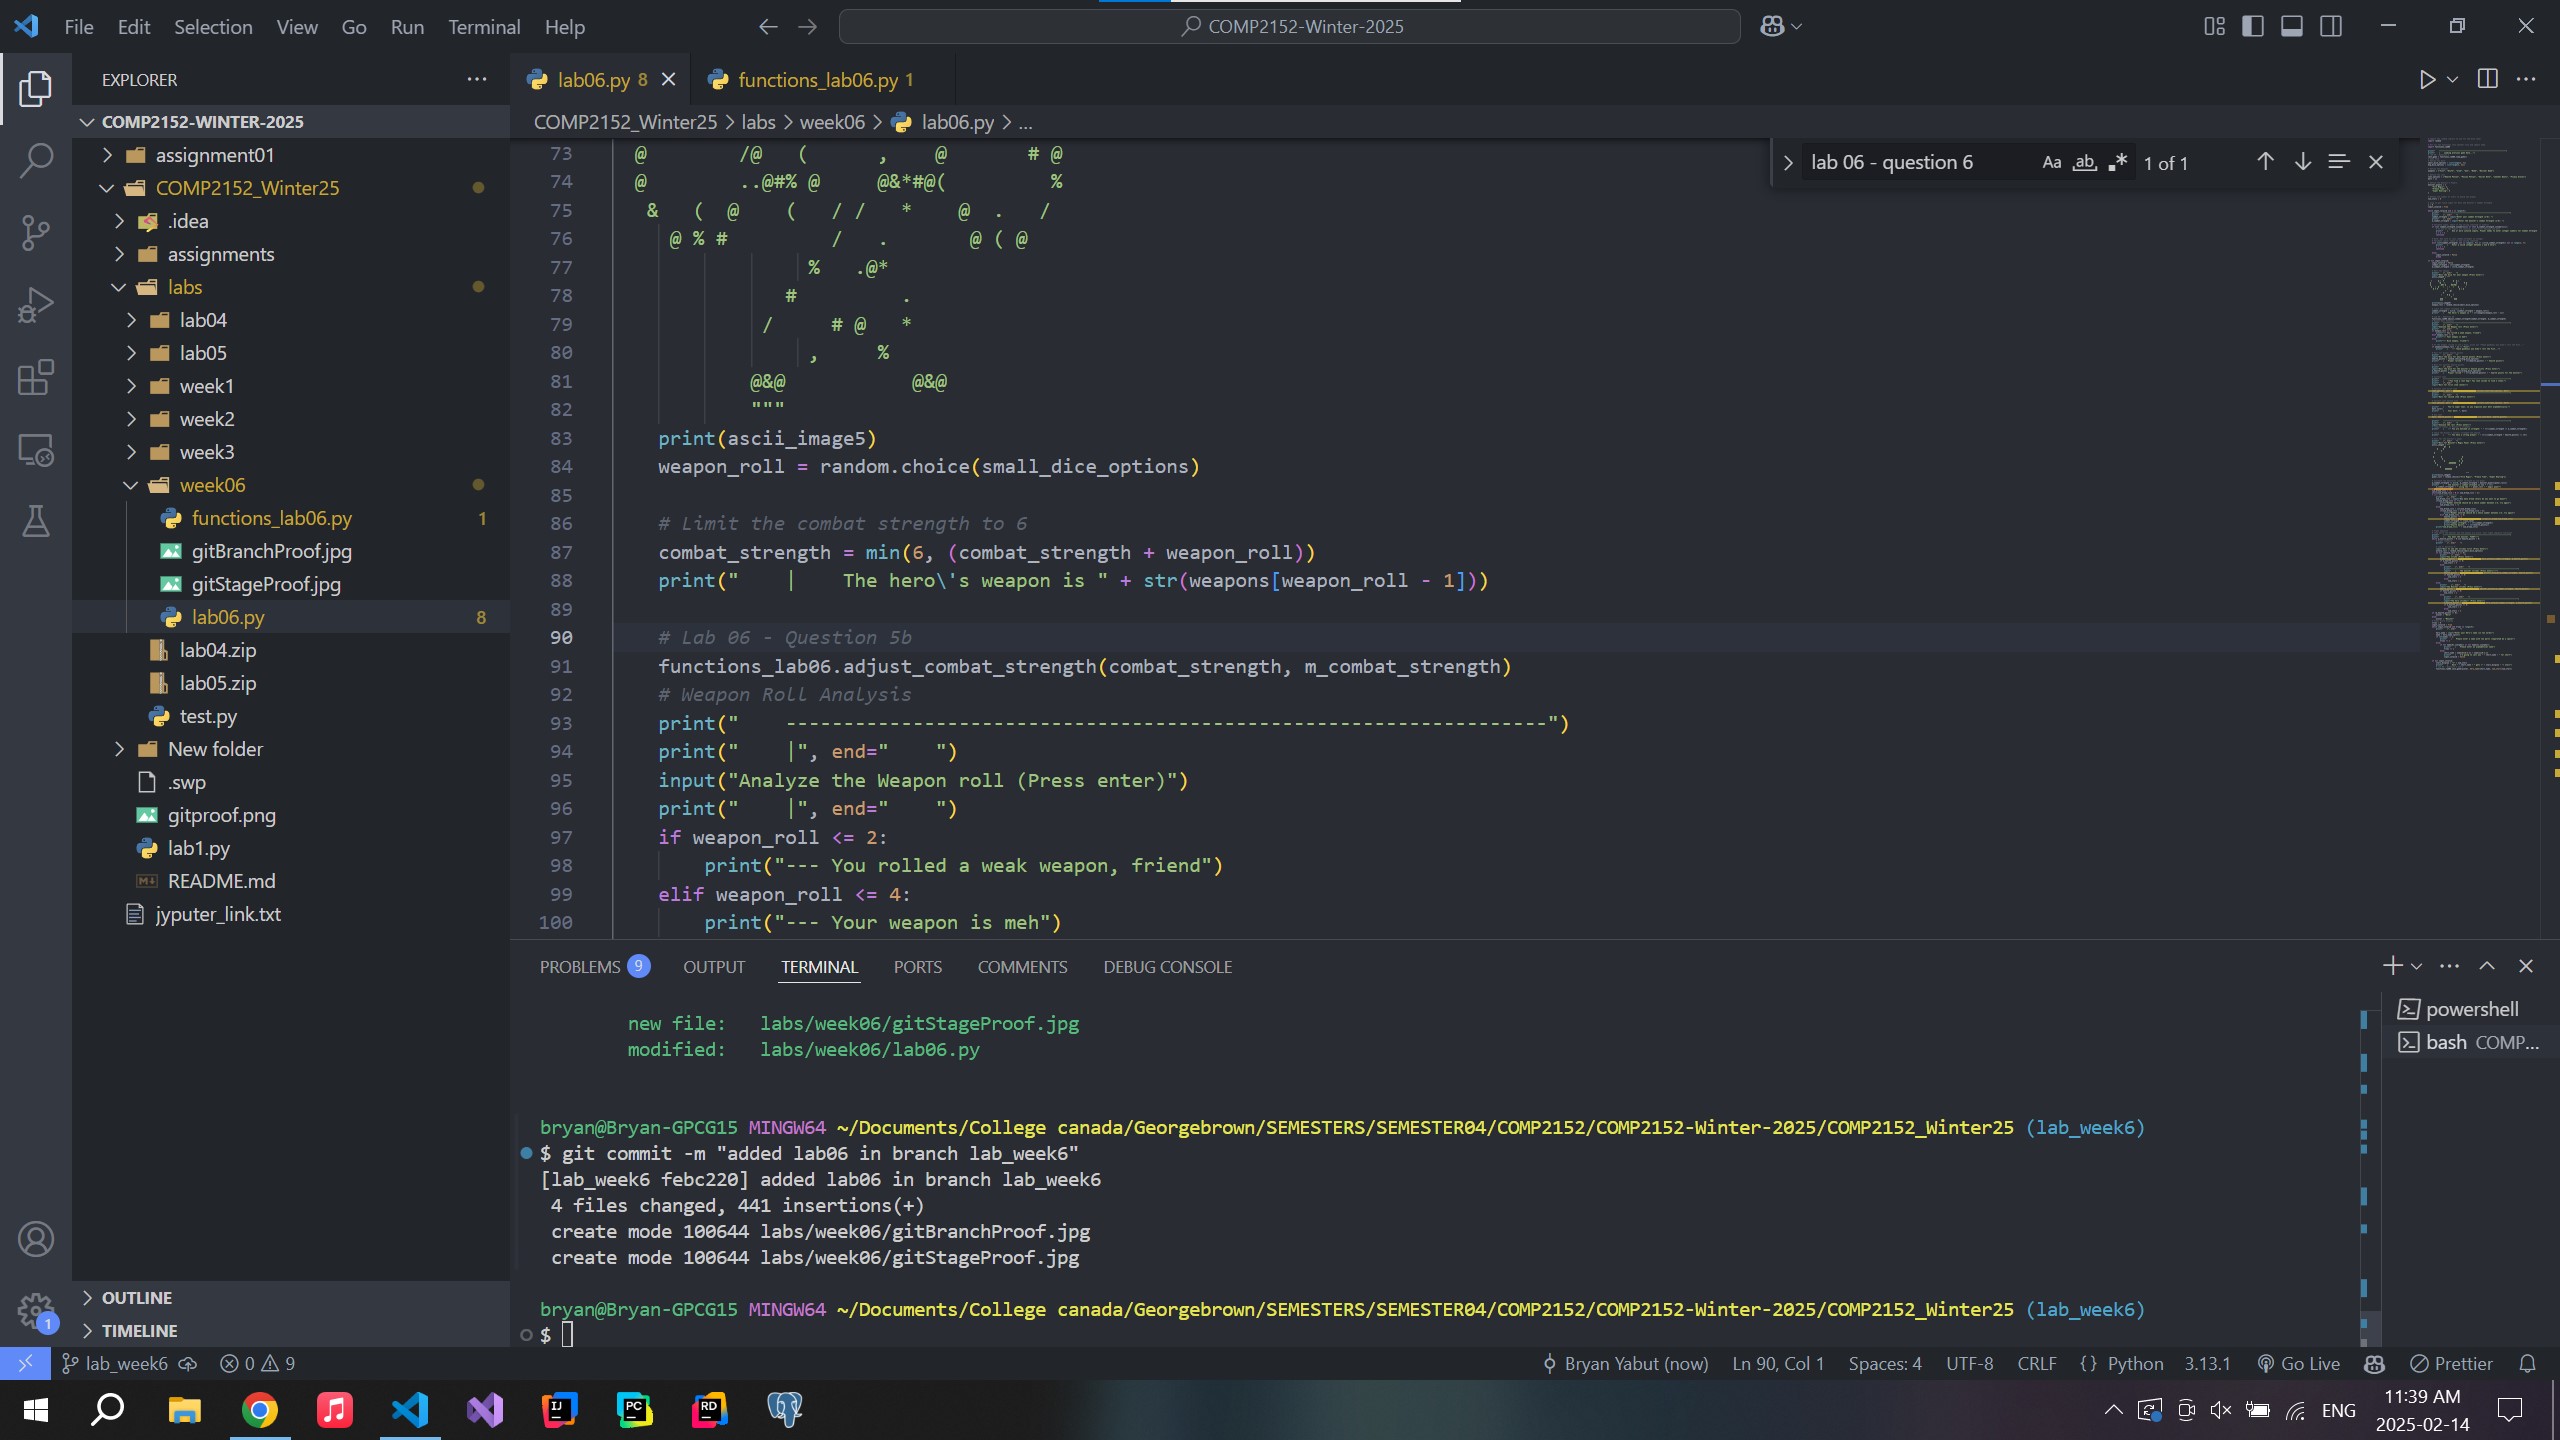 File Edit Selection View Go Run Terminal Help
COMP2152-Winter-2025
EXPLORER
COMP2152-WINTER-2025
assignment01
COMP2152_Winter25
.idea
assignments
labs
lab04
lab05
week1
week2
week3
week06
functions_lab06.py 1
gitBranchProof.jpg
gitStageProof.jpg
lab06.py 8
lab04.zip
lab05.zip
test.py
New folder
.swp
gitproof.png
lab1.py
README.md
jyputer_link.txt
OUTLINE
TIMELINE
lab06.py 8
functions_lab06.py 1
COMP2152_Winter25 > labs > week06 > lab06.py > ...
lab 06 - question 6 Aa ab .* 1 of 1
73 @ /@ ( , @ # @
74 @ ..@#% @ @&*#@( %
75 & ( @ ( / / * @ . /
76 @ % # / . @ ( @
77 % .@*
78 # .
79 / # @ *
80 , %
81 @&@ @&@
82 """
83 print(ascii_image5)
84 weapon_roll = random.choice(small_dice_options)
85
86 # Limit the combat strength to 6
87 combat_strength = min(6, (combat_strength + weapon_roll))
88 print("    |    The hero\'s weapon is " + str(weapons[weapon_roll - 1]))
89
90 # Lab 06 - Question 5b
91 functions_lab06.adjust_combat_strength(combat_strength, m_combat_strength)
92 # Weapon Roll Analysis
93 print("    ------------------------------------------------------------------")
94 print("    |", end="    ")
95 input("Analyze the Weapon roll (Press enter)")
96 print("    |", end="    ")
97 if weapon_roll <= 2:
98 print("--- You rolled a weak weapon, friend")
99 elif weapon_roll <= 4:
100 print("--- Your weapon is meh")
PROBLEMS 9 OUTPUT TERMINAL PORTS COMMENTS DEBUG CONSOLE
powershell
bash COMP...
new file: labs/week06/gitStageProof.jpg
modified: labs/week06/lab06.py
bryan@Bryan-GPCG15 MINGW64 ~/Documents/College canada/Georgebrown/SEMESTERS/SEMESTER04/COMP2152/COMP2152-Winter-2025/COMP2152_Winter25 (lab_week6)
$ git commit -m "added lab06 in branch lab_week6"
[lab_week6 febc220] added lab06 in branch lab_week6
4 files changed, 441 insertions(+)
create mode 100644 labs/week06/gitBranchProof.jpg
create mode 100644 labs/week06/gitStageProof.jpg
bryan@Bryan-GPCG15 MINGW64 ~/Documents/College canada/Georgebrown/SEMESTERS/SEMESTER04/COMP2152/COMP2152-Winter-2025/COMP2152_Winter25 (lab_week6)
$
1
lab_week6 0 9 Bryan Yabut (now) Ln 90, Col 1 Spaces: 4 UTF-8 CRLF {} Python 3.13.1 Go Live Prettier
IJ PC RD
ENG
11:39 AM
2025-02-14